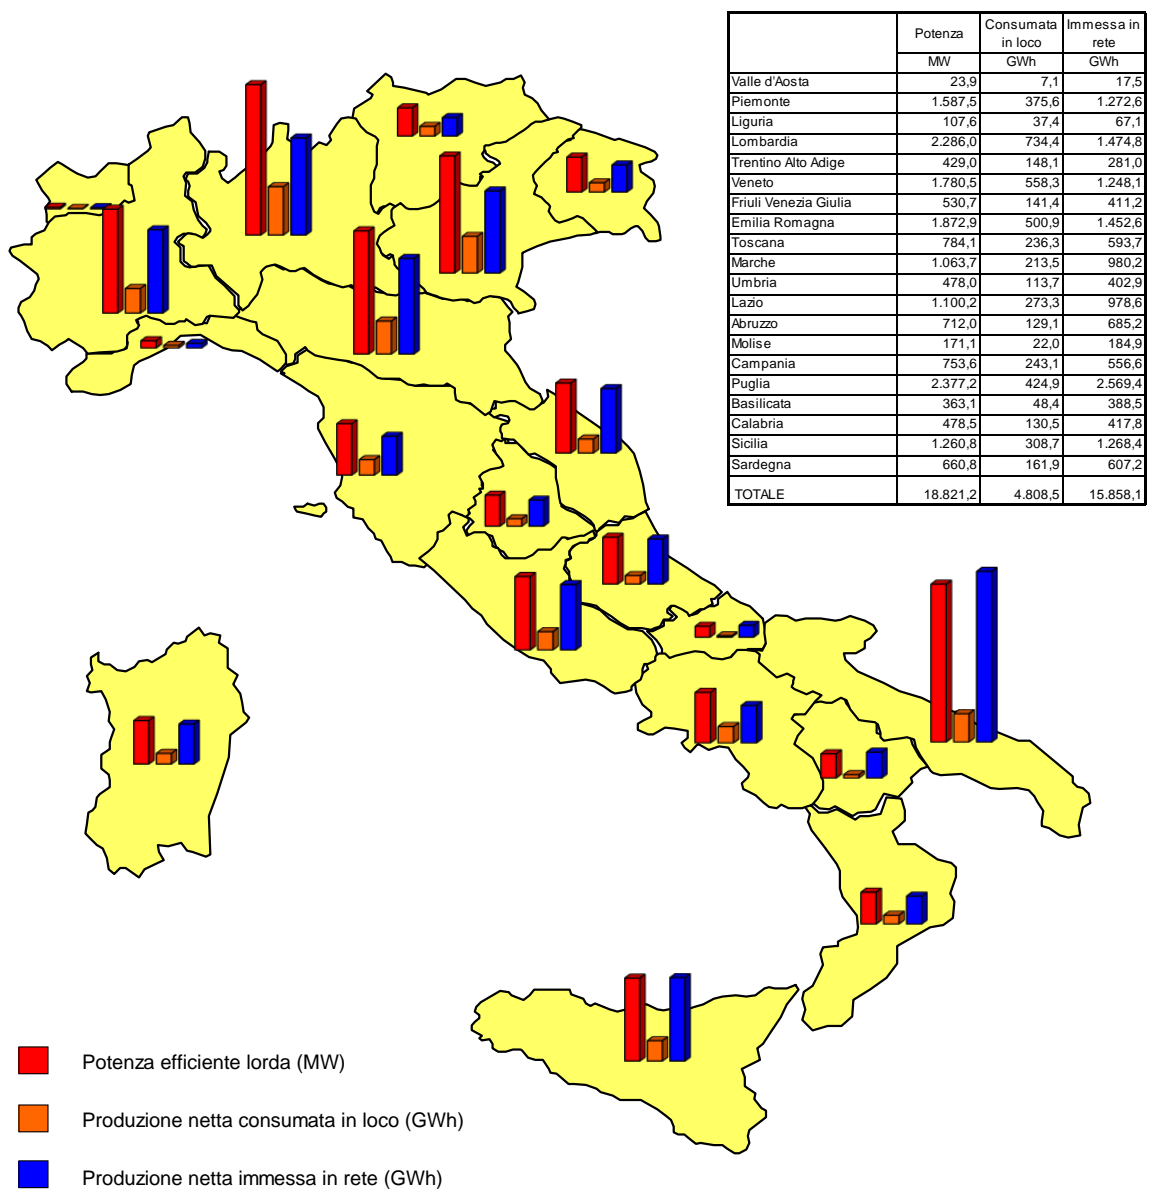 Potenza Consumata in loco Immessa in rete
MW GWh GWh
Valle d'Aosta 23,9 7,1 17,5
Piemonte 1.587,5 375,6 1.272,6
Liguria 107,6 37,4 67,1
Lombardia 2.286,0 734,4 1.474,8
Trentino Alto Adige 429,0 148,1 281,0
Veneto 1.780,5 558,3 1.248,1
Friuli Venezia Giulia 530,7 141,4 411,2
Emilia Romagna 1.872,9 500,9 1.452,6
Toscana 784,1 236,3 593,7
Marche 1.063,7 213,5 980,2
Umbria 478,0 113,7 402,9
Lazio 1.100,2 273,3 978,6
Abruzzo 712,0 129,1 685,2
Molise 171,1 22,0 184,9
Campania 753,6 243,1 556,6
Puglia 2.377,2 424,9 2.569,4
Basilicata 363,1 48,4 388,5
Calabria 478,5 130,5 417,8
Sicilia 1.260,8 308,7 1.268,4
Sardegna 660,8 161,9 607,2
TOTALE 18.821,2 4.808,5 15.858,1
Potenza efficiente lorda (MW)
Produzione netta consumata in loco (GWh)
Produzione netta immessa in rete (GWh)